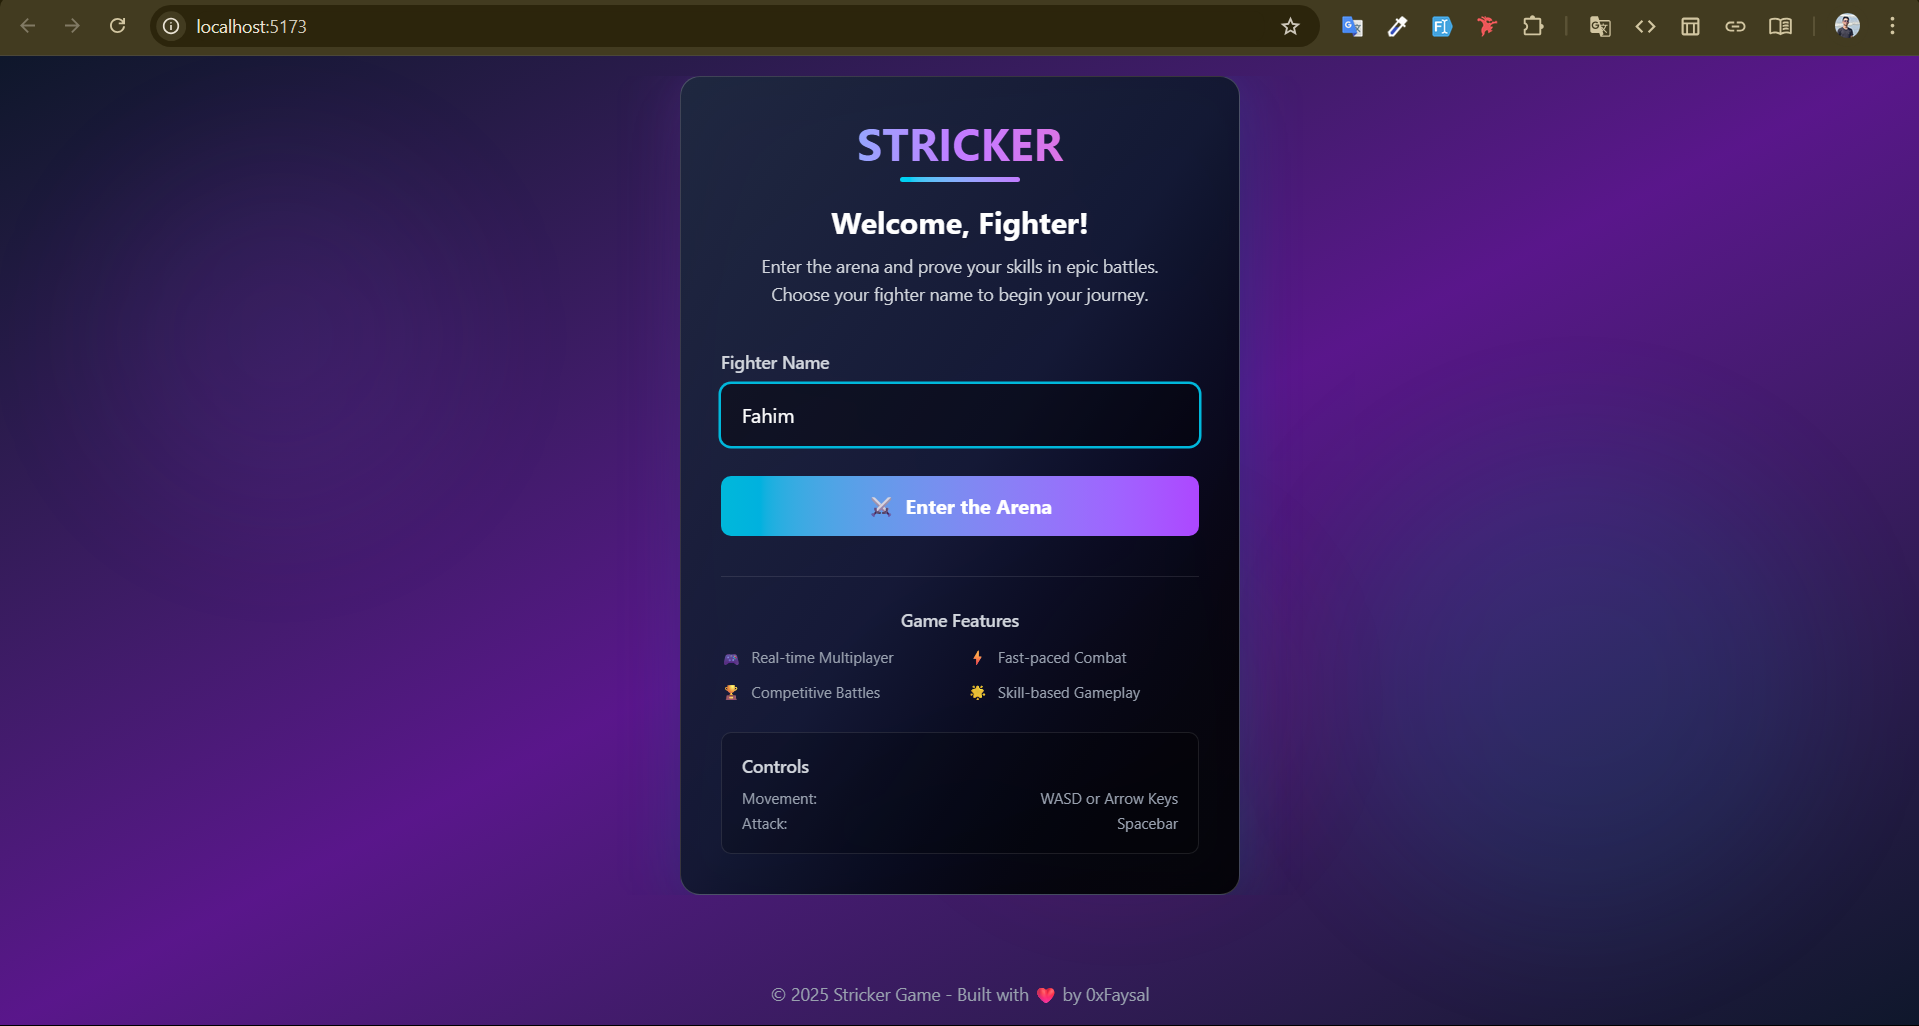 localhost:5173
STRICKER
Welcome, Fighter!
Enter the arena and prove your skills in epic battles.
Choose your fighter name to begin your journey.
Fighter Name
Fahim
⚔️ Enter the Arena
Game Features
🎮 Real-time Multiplayer
⚡ Fast-paced Combat
🏆 Competitive Battles
🌟 Skill-based Gameplay
Controls
Movement: WASD or Arrow Keys
Attack: Spacebar
© 2025 Stricker Game - Built with ❤️ by 0xFaysal